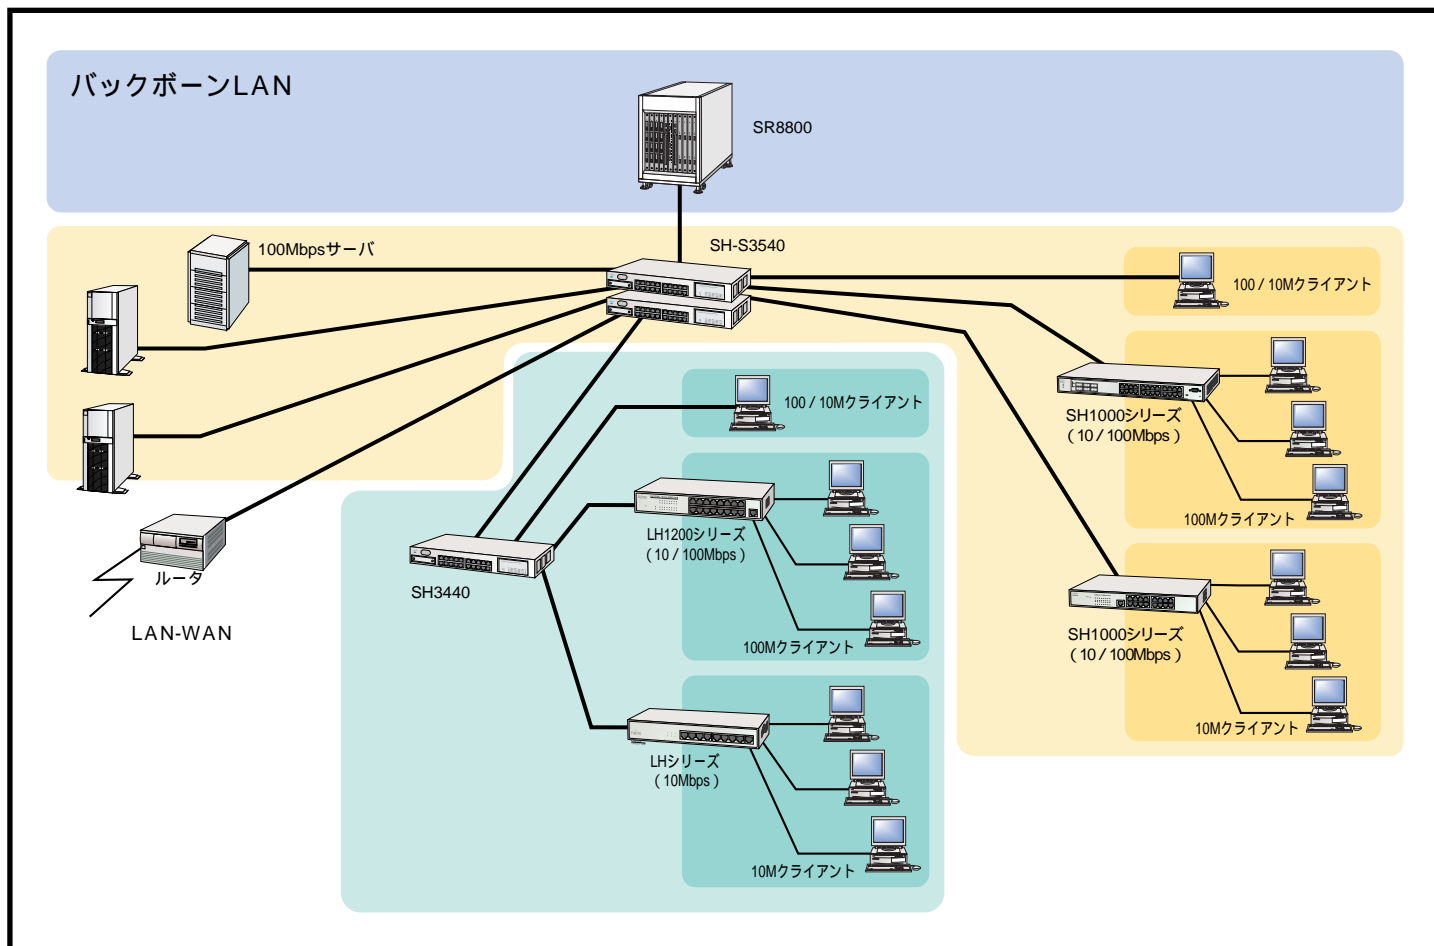 バックボーンLAN
SR8800
100Mbpsサーバ
SH-S3540
100 / 10Mクライアント
SH1000シリーズ
( 10 / 100Mbps )
100Mクライアント
100 / 10Mクライアント
LH1200シリーズ
( 10 / 100Mbps )
100Mクライアント
SH3440
ルータ
LAN-WAN
SH1000シリーズ
( 10 / 100Mbps )
10Mクライアント
LHシリーズ
( 10Mbps )
10Mクライアント